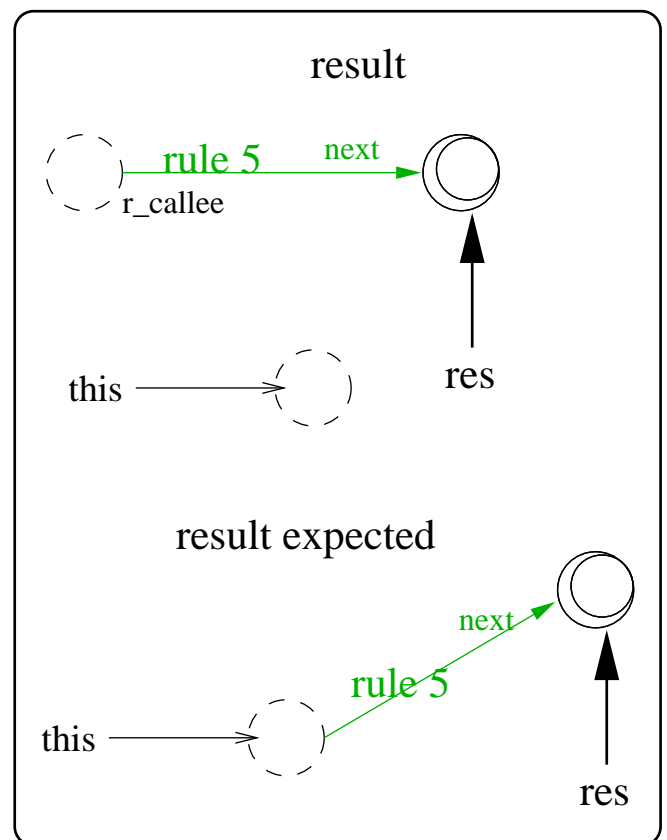 result
rule 5
next
r_callee
this
res
result expected
next
rule 5
this
res